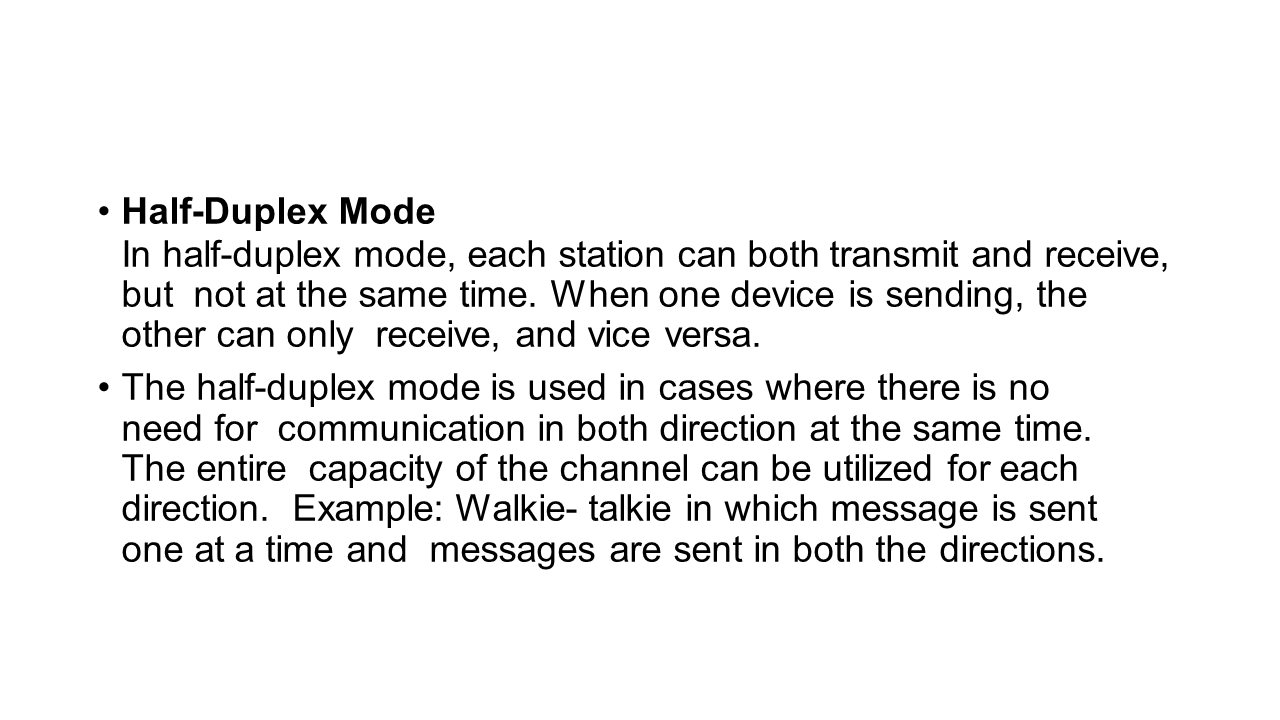 • Half-Duplex Mode
In half-duplex mode, each station can both transmit and receive,
but not at the same time. When one device is sending, the
other can only receive, and vice versa.
• The half-duplex mode is used in cases where there is no
need for communication in both direction at the same time.
The entire capacity of the channel can be utilized for each
direction. Example: Walkie- talkie in which message is sent
one at a time and messages are sent in both the directions.